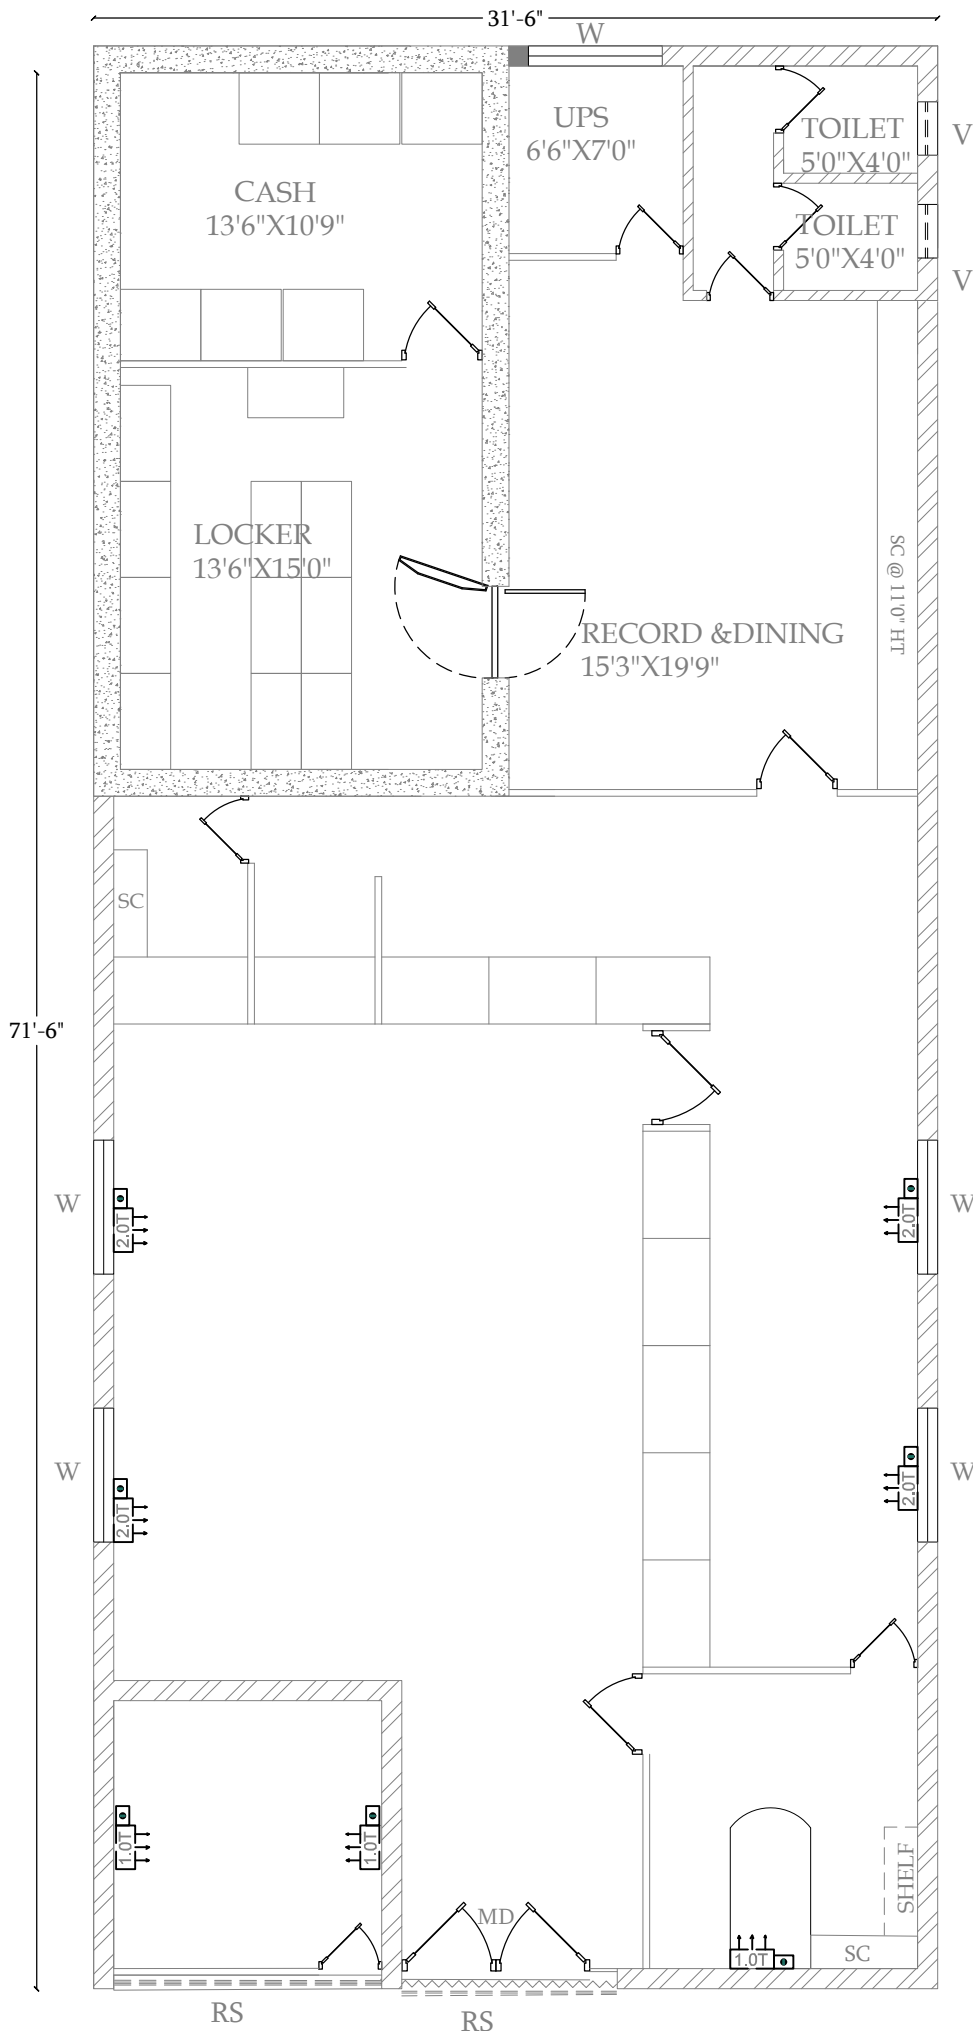 31'-6"
W
UPS
6'6"X7'0"
TOILET
5'0"X4'0"
V
CASH
13'6"X10'9"
TOILET
5'0"X4'0"
V
LOCKER
13'6"X15'0"
SC @ 11'0" HT
RECORD &DINING
15'3"X19'9"
SC
71'-6"
W
2.0T
2.0T
W
W
2.0T
2.0T
W
1.0T
1.0T
SHELF
MD
1.0T
SC
RS
RS